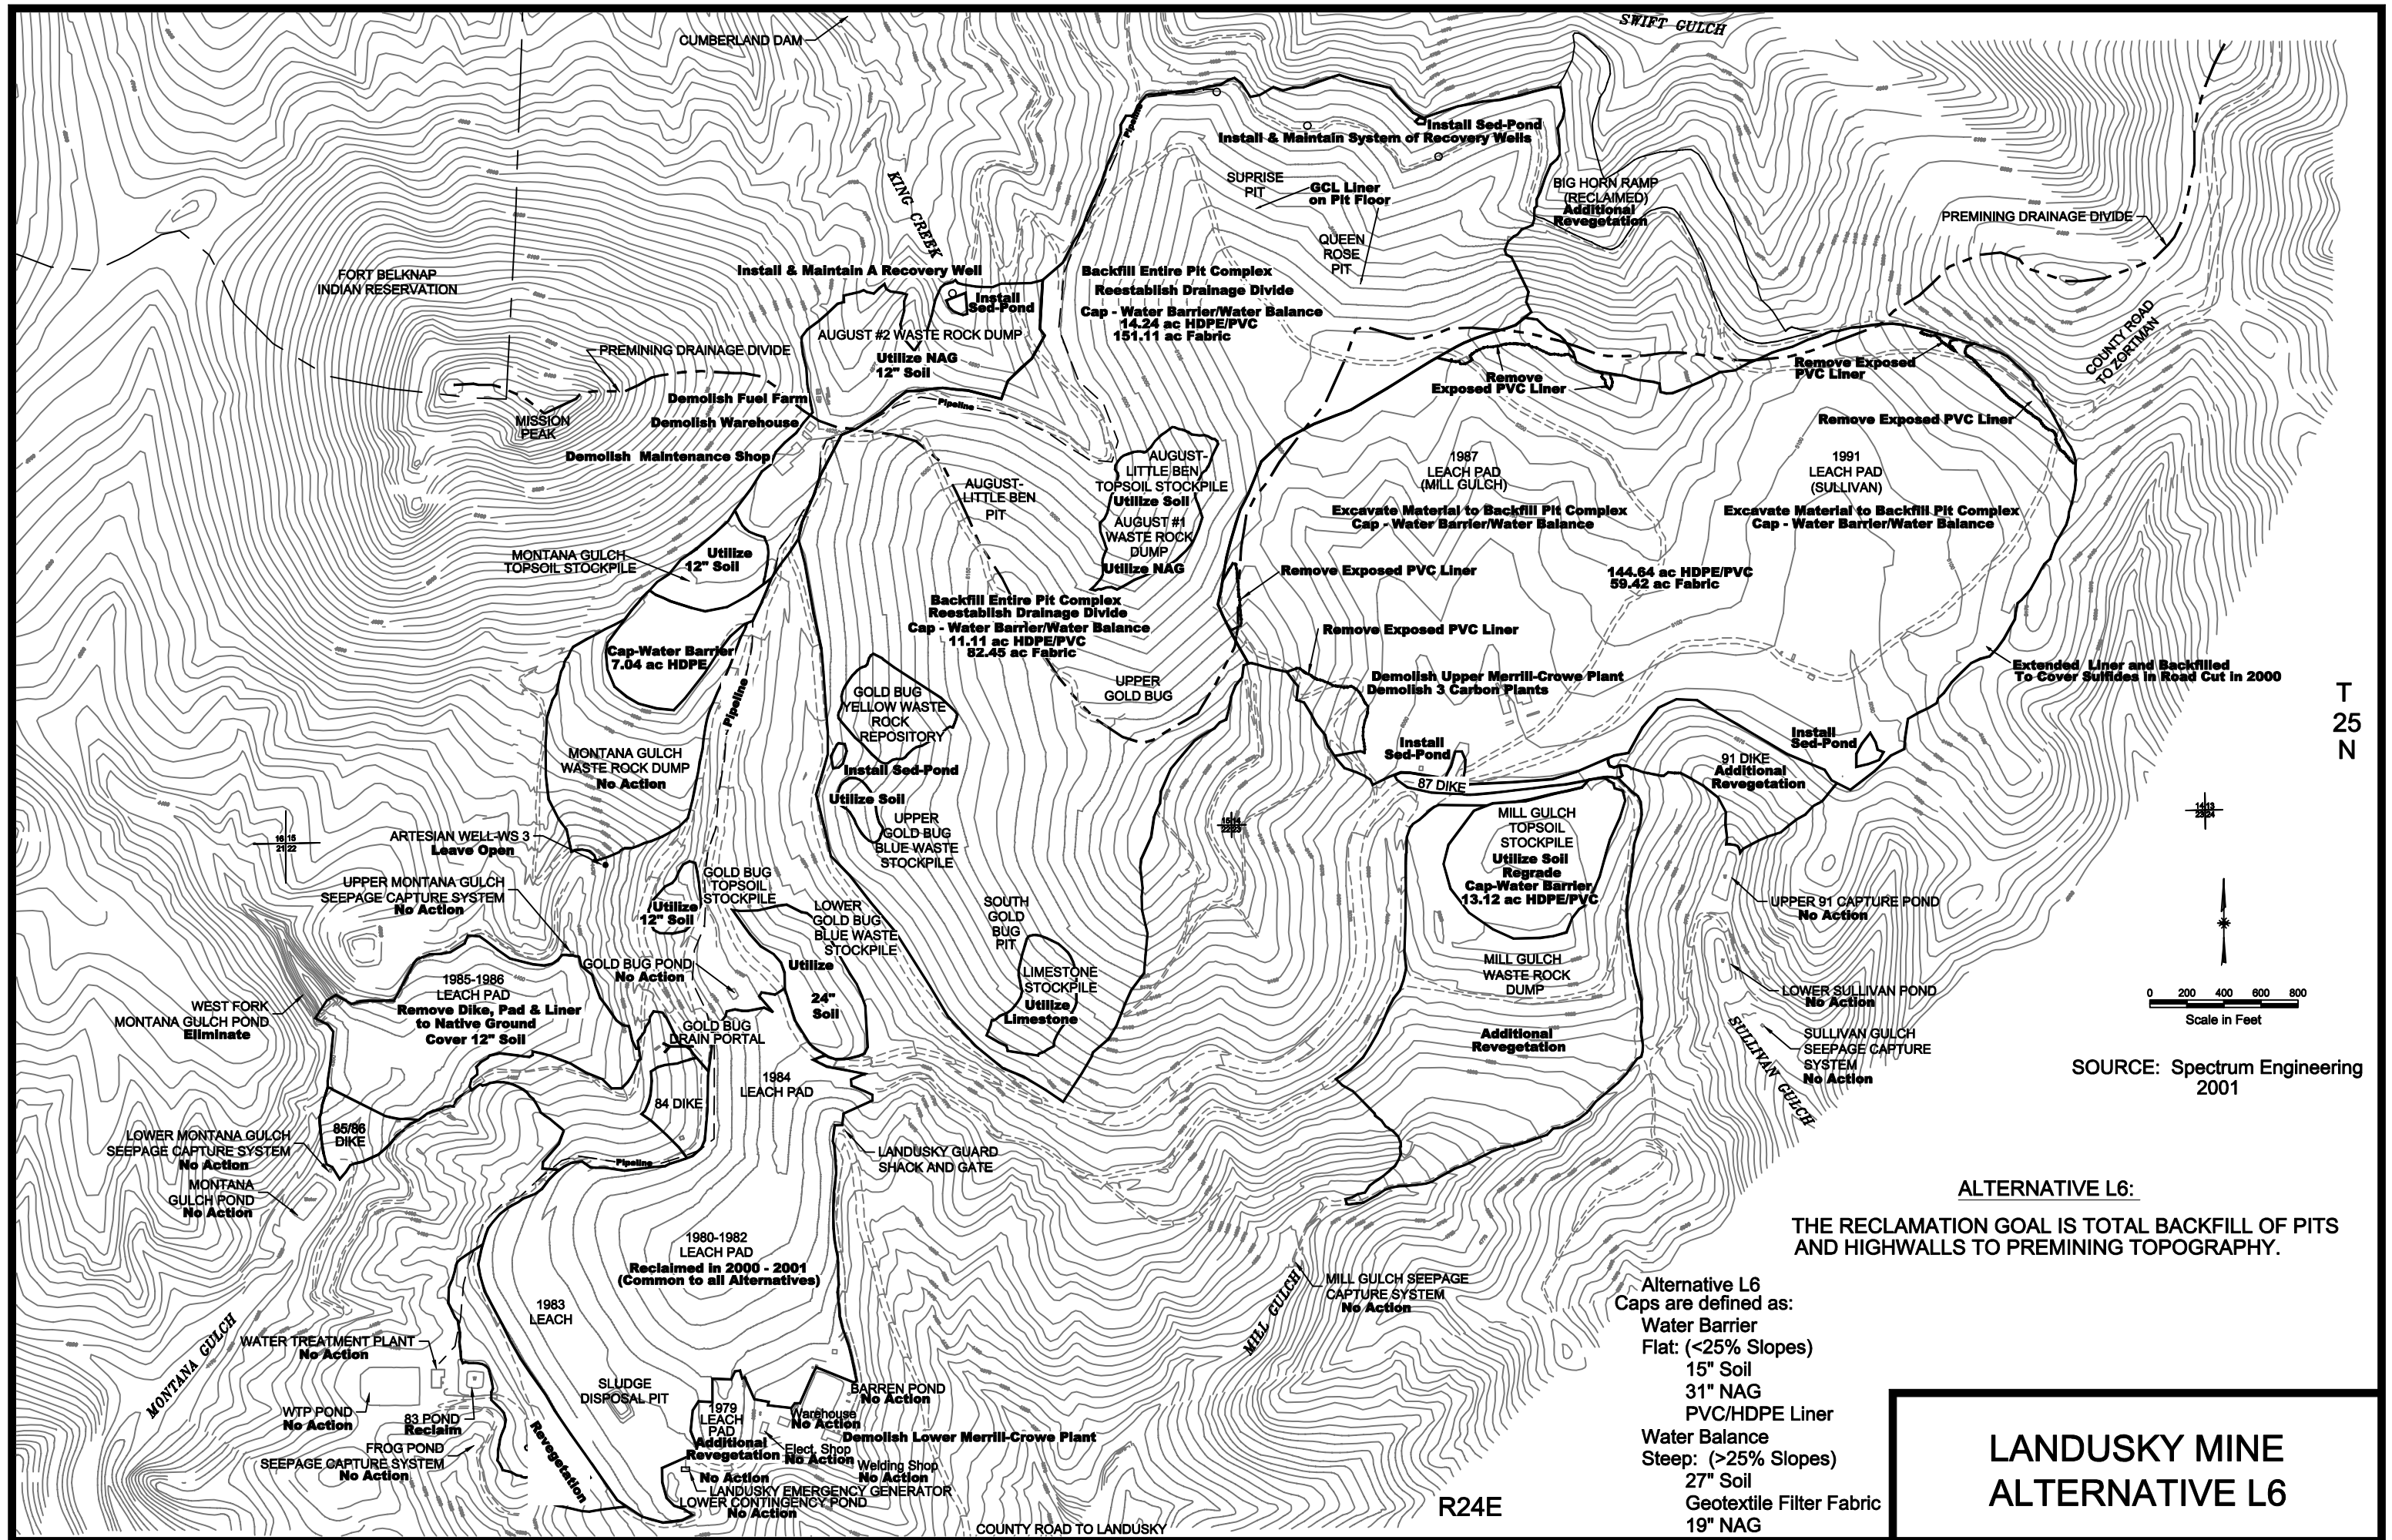 SWIFT GULCH
CUMBERLAND DAM
Pipeline
Install Sed-Pond
Install & Maintain System of Recovery Wells
KING CREEK
SUPRISE
PIT
GCL Liner
on Pit Floor
BIG HORN RAMP
(RECLAIMED)
Additional
Revegetation
PREMINING DRAINAGE DIVIDE
QUEEN
ROSE
PIT
FORT BELKNAP
INDIAN RESERVATION
Install & Maintain A Recovery Well
Install
Sed-Pond
Backfill Entire Pit Complex
Reestablish Drainage Divide
Cap - Water Barrier/Water Balance
14.24 ac HDPE/PVC
151.11 ac Fabric
AUGUST #2 WASTE ROCK DUMP
Utilize NAG
12" Soil
PREMINING DRAINAGE DIVIDE
COUNTY ROAD
TO ZORTMAN
Remove Exposed
PVC Liner
Remove
Exposed PVC Liner
Demolish Fuel Farm
Pipeline
MISSION
PEAK
Demolish Warehouse
Remove Exposed PVC Liner
Demolish Maintenance Shop
AUGUST-
LITTLE BEN
TOPSOIL STOCKPILE
Utilize Soil
AUGUST #1
WASTE ROCK
DUMP
Utilize NAG
1987
LEACH PAD
(MILL GULCH)
Excavate Material to Backfill Pit Complex
Cap - Water Barrier/Water Balance
1991
LEACH PAD
(SULLIVAN)
Excavate Material to Backfill Pit Complex
Cap - Water Barrier/Water Balance
AUGUST-
LITTLE BEN
PIT
MONTANA GULCH
TOPSOIL STOCKPILE
Utilize
12" Soil
Remove Exposed PVC Liner
144.64 ac HDPE/PVC
59.42 ac Fabric
Backfill Entire Pit Complex
Reestablish Drainage Divide
Cap - Water Barrier/Water Balance
11.11 ac HDPE/PVC
82.45 ac Fabric
Remove Exposed PVC Liner
Cap-Water Barrier
7.04 ac HDPE
Extended Liner and Backfilled
To Cover Sulfides in Road Cut in 2000
Demolish Upper Merrill-Crowe Plant
Demolish 3 Carbon Plants
UPPER
GOLD BUG
Pipeline
GOLD BUG
YELLOW WASTE
ROCK
REPOSITORY
T
25
N
MONTANA GULCH
WASTE ROCK DUMP
No Action
Install Sed-Pond
Install
Sed-Pond
Install
Sed-Pond
91 DIKE
Additional
Revegetation
87 DIKE
Utilize Soil
UPPER
GOLD BUG
BLUE WASTE
STOCKPILE
MILL GULCH
TOPSOIL
STOCKPILE
Utilize Soil
Regrade
Cap-Water Barrier
13.12 ac HDPE/PVC
16 15
21 22
15 14
22 23
14 13
23 24
ARTESIAN WELL-WS 3
Leave Open
UPPER MONTANA GULCH
SEEPAGE CAPTURE SYSTEM
No Action
GOLD BUG
TOPSOIL
STOCKPILE
Utilize
12" Soil
LOWER
GOLD BUG
BLUE WASTE
STOCKPILE
Utilize
24"
Soil
SOUTH
GOLD
BUG
PIT
UPPER 91 CAPTURE POND
No Action
GOLD BUG POND
No Action
LIMESTONE
STOCKPILE
Utilize
Limestone
MILL GULCH
WASTE ROCK
DUMP
Additional
Revegetation
LOWER SULLIVAN POND
No Action
1985-1986
LEACH PAD
Remove Dike, Pad & Liner
to Native Ground
Cover 12" Soil
WEST FORK
MONTANA GULCH POND
Eliminate
GOLD BUG
DRAIN PORTAL
SULLIVAN GULCH
SULLIVAN GULCH
SEEPAGE CAPTURE
SYSTEM
No Action
0 200 400 600 800
Scale in Feet
SOURCE: Spectrum Engineering
2001
1984
LEACH PAD
84 DIKE
85/86
DIKE
LOWER MONTANA GULCH
SEEPAGE CAPTURE SYSTEM
No Action
Pipeline
LANDUSKY GUARD
SHACK AND GATE
MONTANA
GULCH POND
No Action
ALTERNATIVE L6:
THE RECLAMATION GOAL IS TOTAL BACKFILL OF PITS
AND HIGHWALLS TO PREMINING TOPOGRAPHY.
1980-1982
LEACH PAD
Reclaimed in 2000 - 2001
(Common to all Alternatives)
1983
LEACH
MILL GULCH
MILL GULCH SEEPAGE
CAPTURE SYSTEM
No Action
MONTANA GULCH
WATER TREATMENT PLANT
No Action
Alternative L6
Caps are defined as:
Water Barrier
Flat: (<25% Slopes)
15" Soil
31" NAG
PVC/HDPE Liner
Water Balance
Steep: (>25% Slopes)
27" Soil
Geotextile Filter Fabric
19" NAG
SLUDGE
DISPOSAL PIT
BARREN POND
No Action
WTP POND
No Action
83 POND
Reclaim
1979
LEACH
PAD
Additional
Revegetation
Warehouse
No Action
Demolish Lower Merrill-Crowe Plant
Elect. Shop
No Action
Welding Shop
No Action
FROG POND
SEEPAGE CAPTURE SYSTEM
No Action
Revegetation
No Action
LANDUSKY EMERGENCY GENERATOR
LOWER CONTINGENCY POND
No Action
COUNTY ROAD TO LANDUSKY
R24E
LANDUSKY MINE
ALTERNATIVE L6